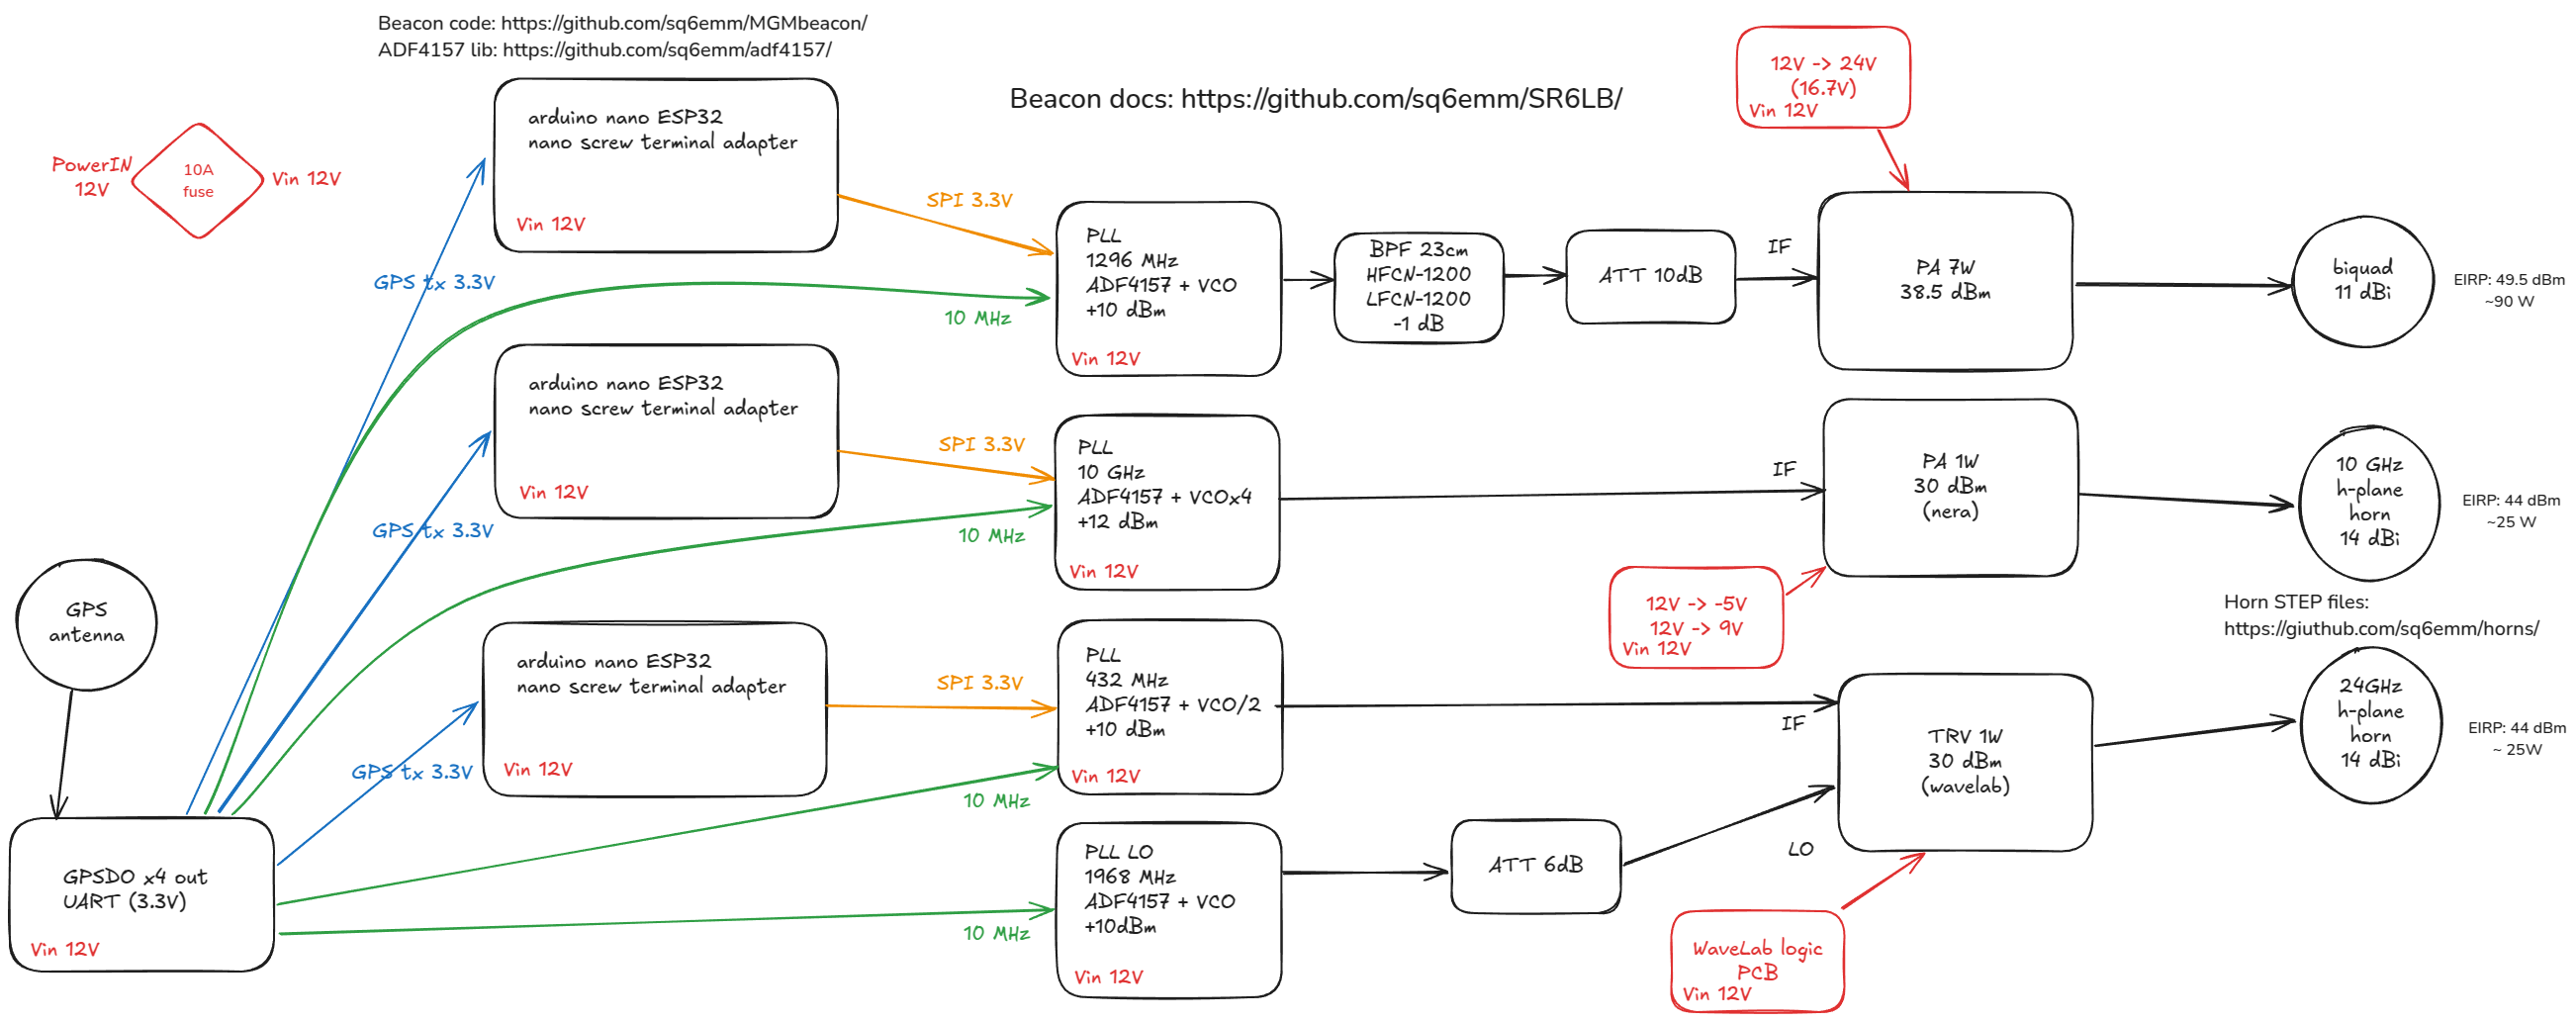 Beacon code: https://github.com/sq6emm/MGMbeacon/
ADF4157 lib: https://github.com/sq6emm/adf4157/
Beacon docs: https://github.com/sq6emm/SR6LB/
12V -> 24V
(16.7V)
Vin 12V
PowerIN
12V
10A
fuse
Vin 12V
arduino nano ESP32
nano screw terminal adapter
Vin 12V
GPS tx 3.3V
SPI 3.3V
10 MHz
PLL
1296 MHz
ADF4157 + VCO
+10 dBm
Vin 12V
BPF 23cm
HFCN-1200
LFCN-1200
-1 dB
ATT 10dB
IF
PA 7W
38.5 dBm
biquad
11 dBi
EIRP: 49.5 dBm
~90 W
arduino nano ESP32
nano screw terminal adapter
Vin 12V
GPS tx 3.3V
SPI 3.3V
10 MHz
PLL
10 GHz
ADF4157 + VCOx4
+12 dBm
Vin 12V
IF
PA 1W
30 dBm
(nera)
12V -> -5V
12V -> 9V
Vin 12V
10 GHz
h-plane
horn
14 dBi
EIRP: 44 dBm
~25 W
Horn STEP files:
https://giuthub.com/sq6emm/horns/
GPS
antenna
arduino nano ESP32
nano screw terminal adapter
Vin 12V
GPS tx 3.3V
SPI 3.3V
10 MHz
PLL
432 MHz
ADF4157 + VCO/2
+10 dBm
Vin 12V
IF
TRV 1W
30 dBm
(wavelab)
24GHz
h-plane
horn
14 dBi
EIRP: 44 dBm
~ 25W
GPSDO x4 out
UART (3.3V)
Vin 12V
10 MHz
PLL LO
1968 MHz
ADF4157 + VCO
+10dBm
Vin 12V
ATT 6dB
LO
WaveLab logic
PCB
Vin 12V